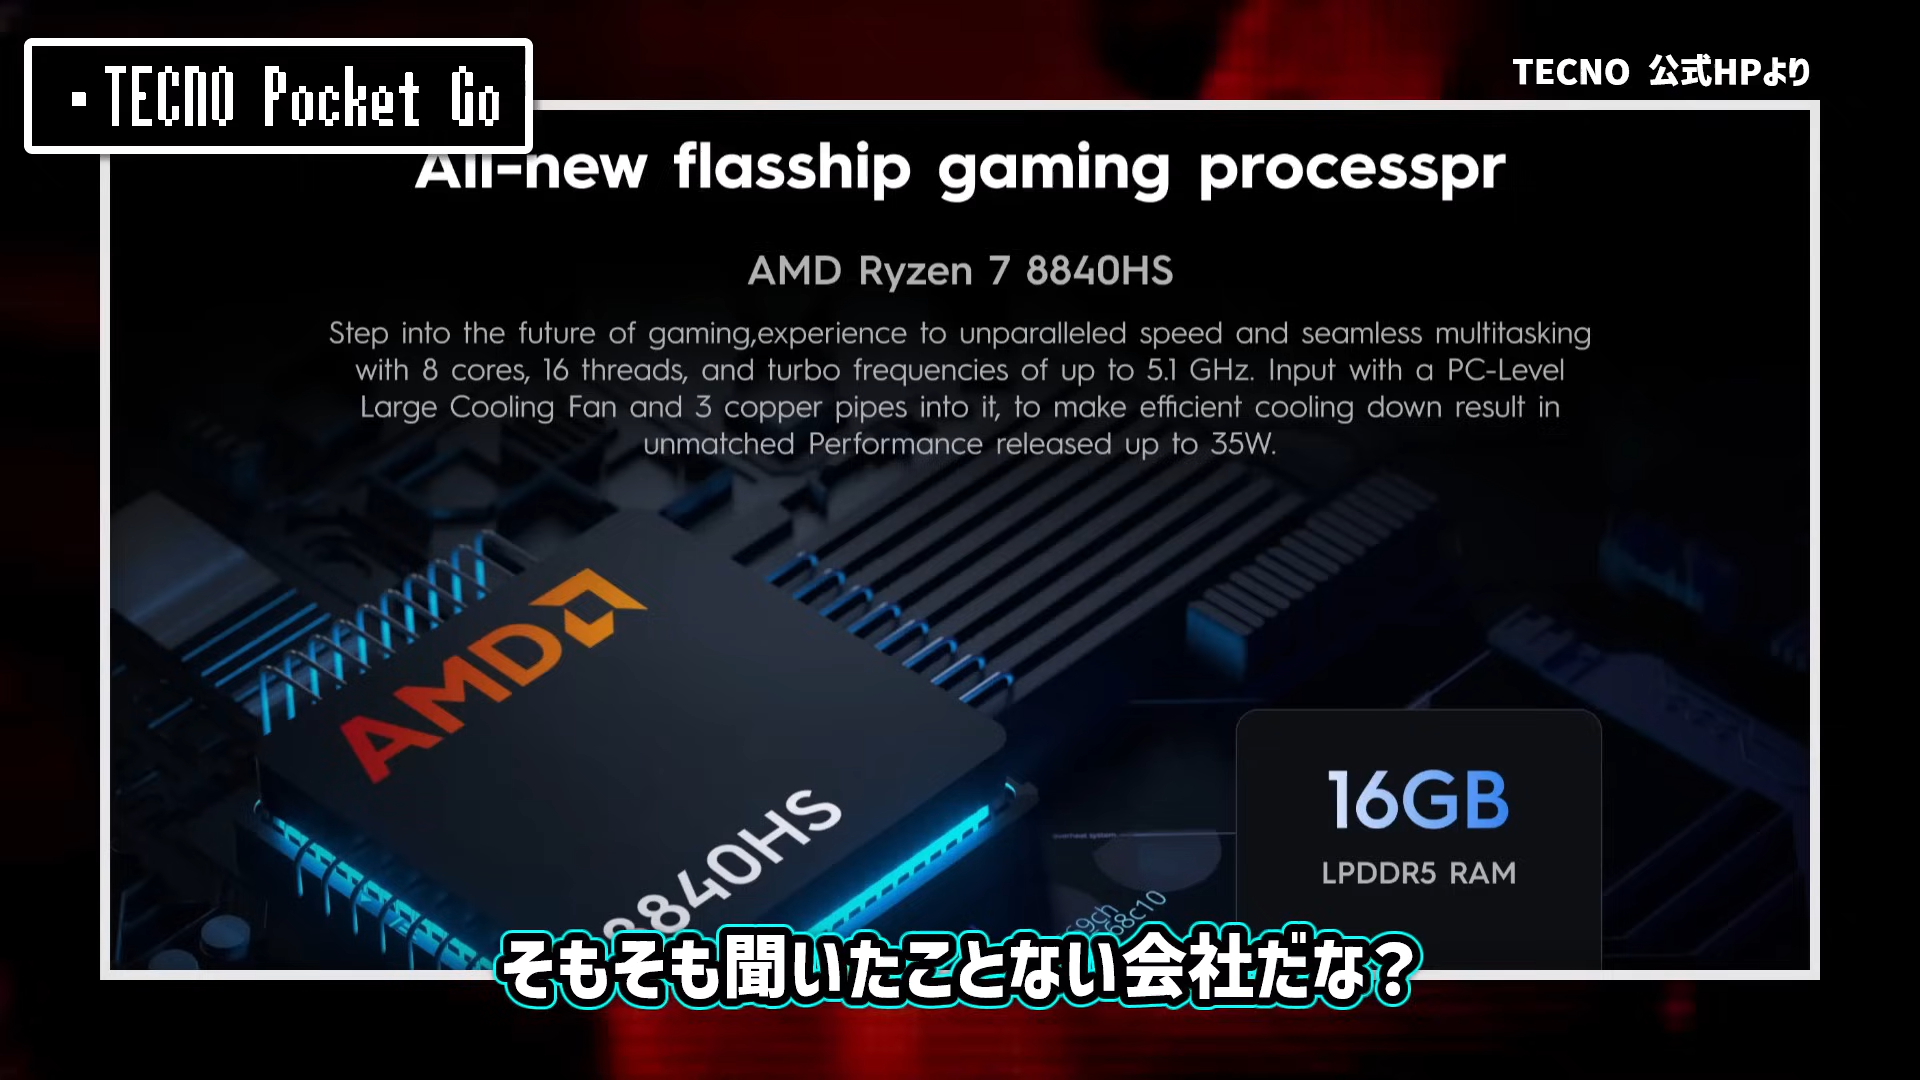 ・TECNO Pocket Go
TECNO 公式HPより
All-new flasship gaming processpr
AMD Ryzen 7 8840HS
Step into the future of gaming,experience to unparalleled speed and seamless multitasking
with 8 cores, 16 threads, and turbo frequencies of up to 5.1 GHz. Input with a PC-Level
Large Cooling Fan and 3 copper pipes into it, to make efficient cooling down result in
unmatched Performance released up to 35W.
AMD
8840HS
16GB
LPDDR5 RAM
overheat system
68c10
そもそも聞いたことない会社だな?